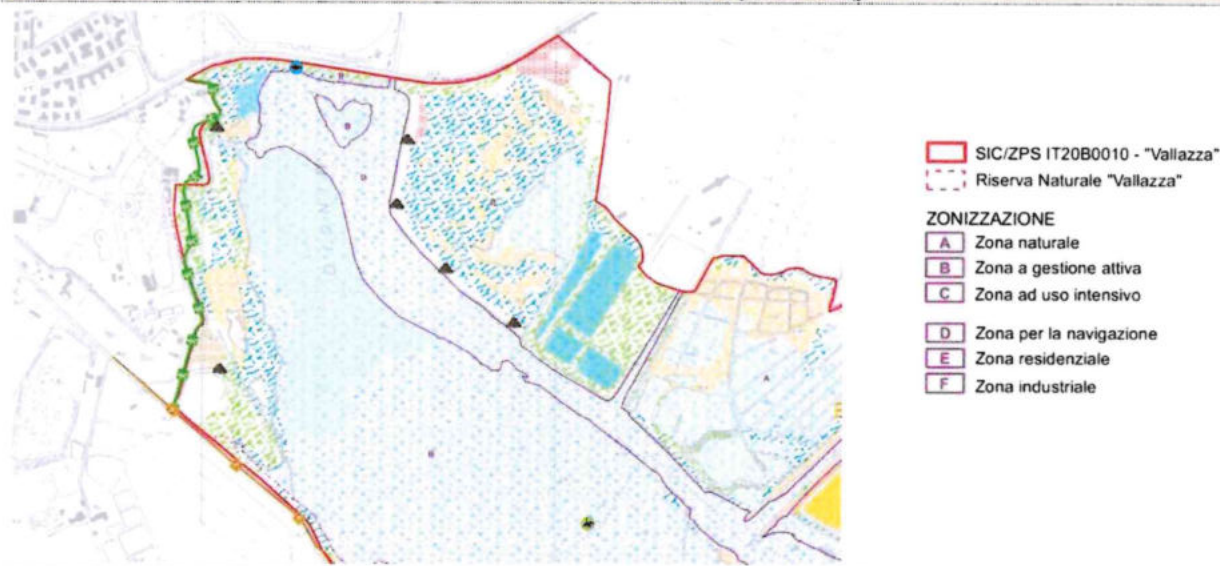 SIC/ZPS IT20B0010 - "Vallazza"
Riserva Naturale "Vallazza"
ZONIZZAZIONE
A Zona naturale
B Zona a gestione attiva
C Zona ad uso intensivo
D Zona per la navigazione
E Zona residenziale
F Zona industriale